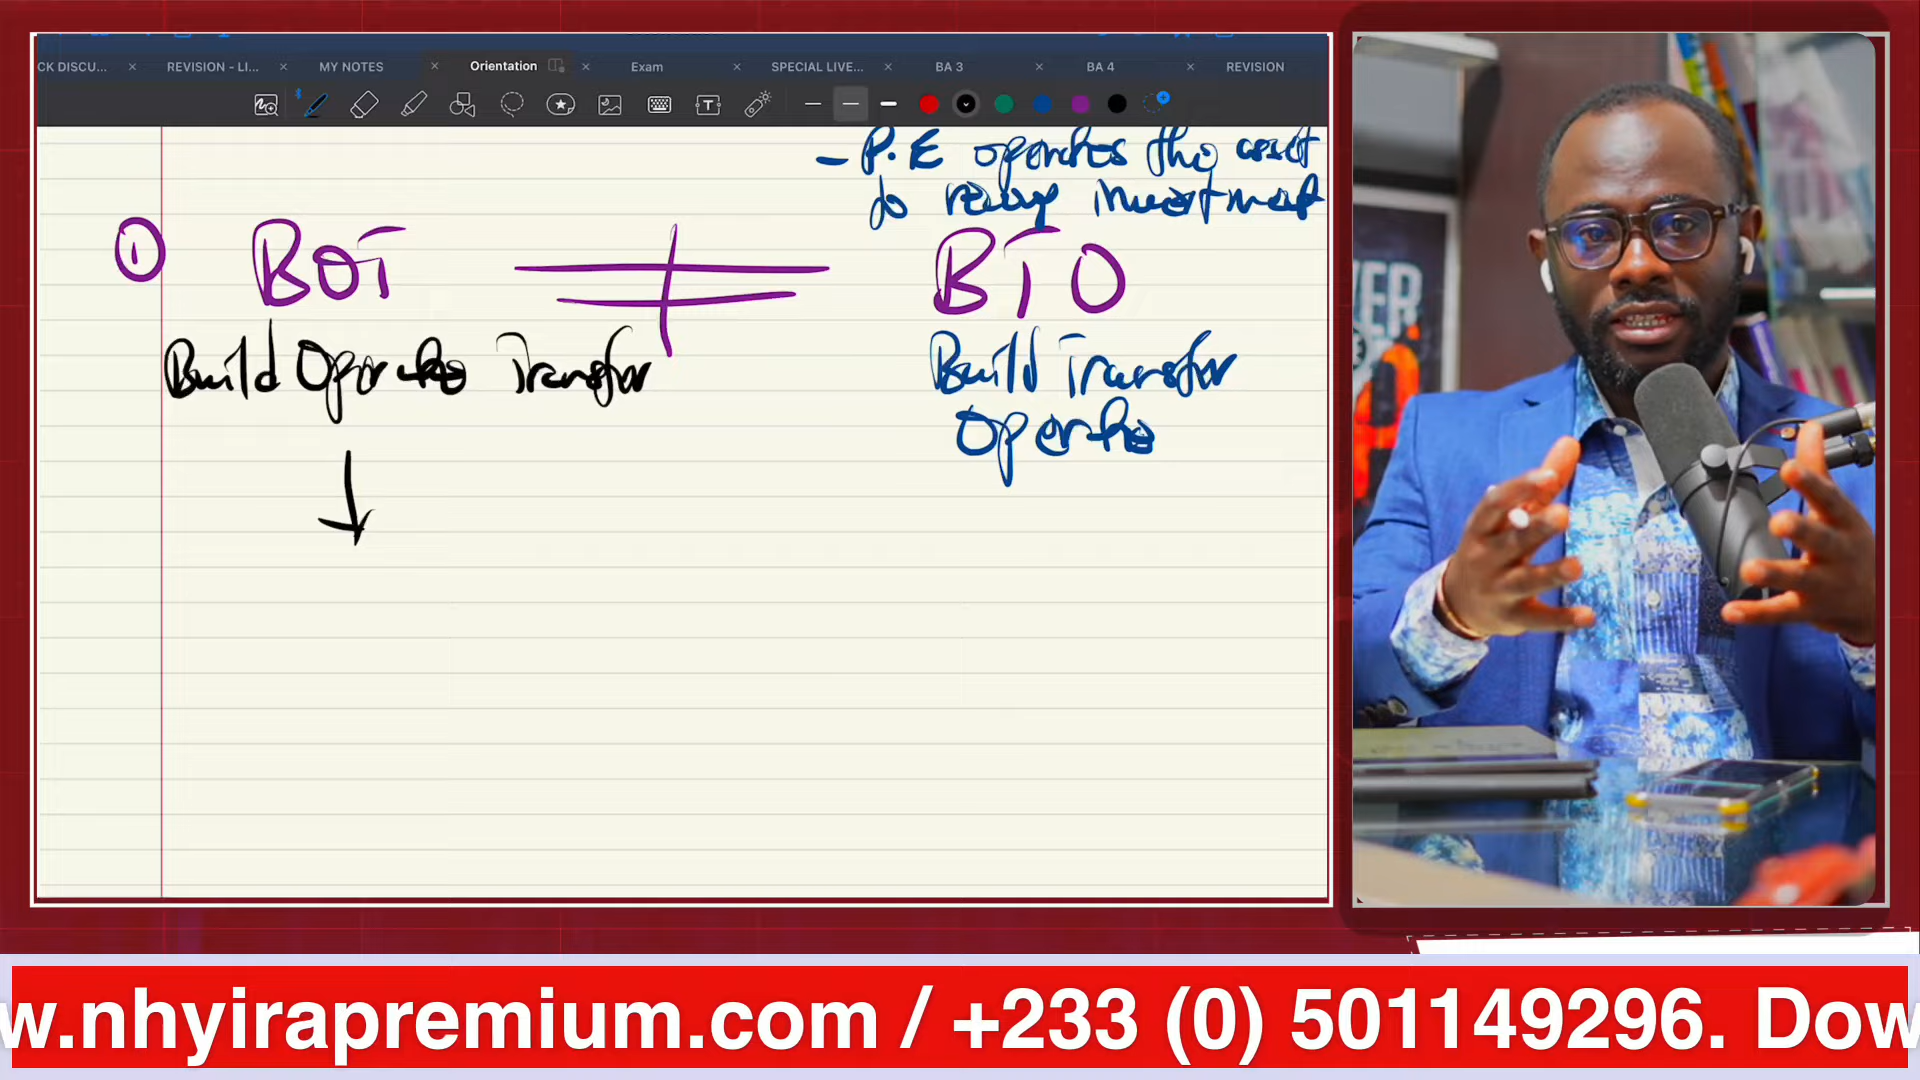 CK DISCU... × REVISION - LI... × MY NOTES × Orientation × Exam × SPECIAL LIVE... × BA 3 × BA 4 × REVISION
- P.E operates the asset
to recoup investment
1 BOT ≠ BTO
Build Operate Transfer
Build Transfer
Operate
w.nhyirapremium.com / +233 (0) 501149296. Dow